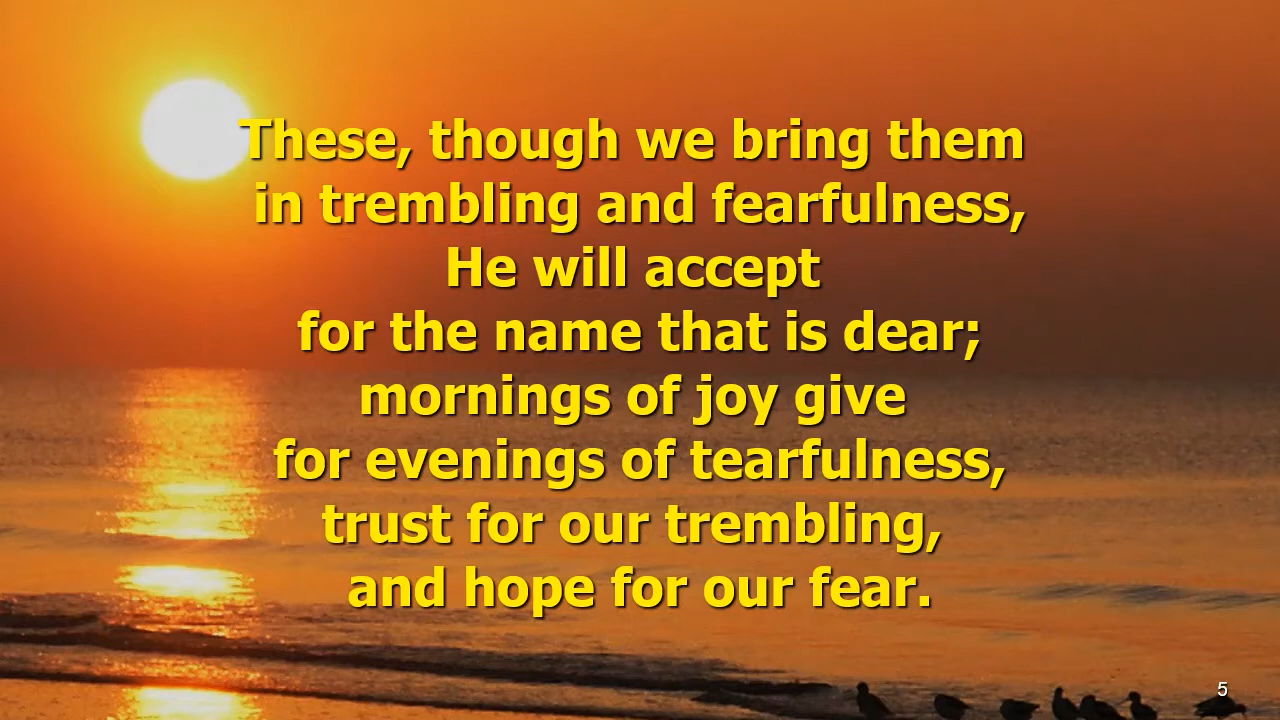 These, though we bring them
in trembling and fearfulness,
He will accept
for the name that is dear;
mornings of joy give
for evenings of tearfulness,
trust for our trembling,
and hope for our fear.
5